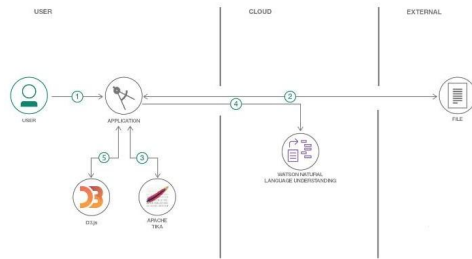 USER
CLOUD
EXTERNAL
1
2
4
USER
APPLICATION
FILE
5
3
WATSON NATURAL
LANGUAGE UNDERSTANDING
D3.js
APACHE
TIKA